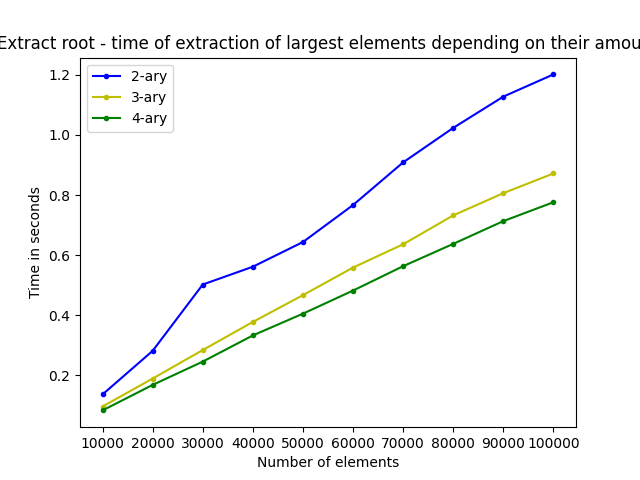 Extract root - time of extraction of largest elements depending on their amou
2-ary
3-ary
4-ary
1.2
1.0
0.8
0.6
0.4
0.2
Time in seconds
10000 20000 30000 40000 50000 60000 70000 80000 90000 100000
Number of elements